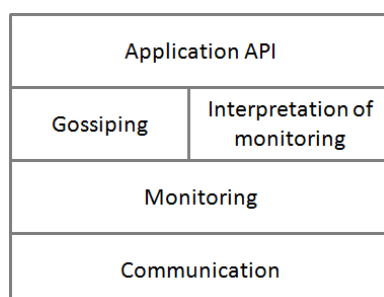 Application API
Gossiping
Interpretation of
monitoring
Monitoring
Communication